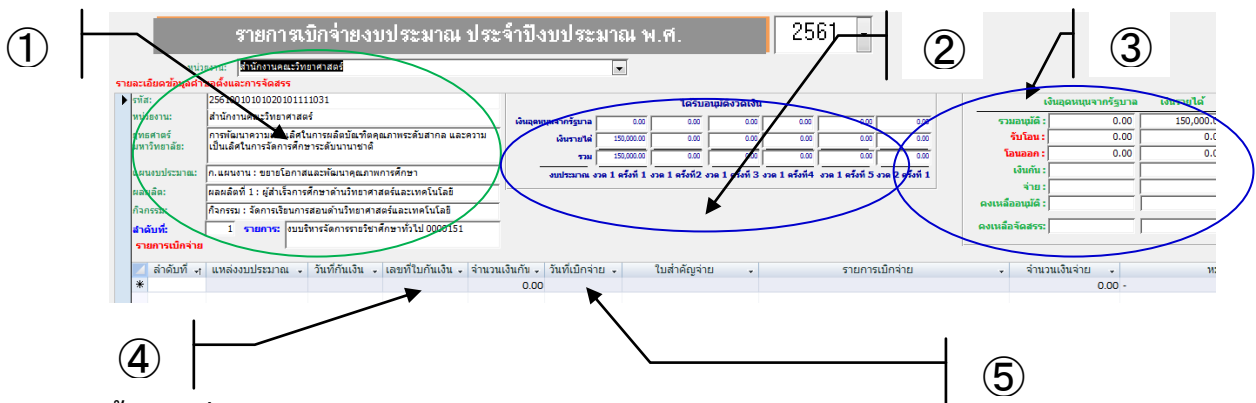 รายการเบิกจ่ายงบประมาณ ประจำปีงบประมาณ พ.ศ. 2561
① ② ③
สำนักงานคณะวิทยาศาสตร์
รายละเอียดข้อมูลคำขอตั้งและการจัดสรร
รหัส:
หน่วยงาน: สำนักงานคณะวิทยาศาสตร์
ยุทธศาสตร์มหาวิทยาลัย: การพัฒนาความเป็นเลิศในการผลิตบัณฑิตคุณภาพระดับสากล และความ
เป็นเลิศในการจัดการศึกษาระดับนานาชาติ
แผนงบประมาณ: ก.แผนงาน : ขยายโอกาสและพัฒนาคุณภาพการศึกษา
ผลผลิต: ผลผลิตที่ 1 : ผู้สำเร็จการศึกษาด้านวิทยาศาสตร์และเทคโนโลยี
กิจกรรม: กิจกรรม : จัดการเรียนการสอนด้านวิทยาศาสตร์และเทคโนโลยี
ลำดับที่: 1 รายการ: งบบริหารจัดการรายวิชาศึกษาทั่วไป 0000151
รายการเบิกจ่าย
ได้รับอนุมัติงวดเงิน
เงินอุดหนุนจากรัฐบาล 0.00 0.00 0.00 0.00 0.00 0.00
เงินรายได้ 150,000.00 0.00 0.00 0.00 0.00 0.00
รวม 150,000.00 0.00 0.00 0.00 0.00 0.00
งบประมาณ งวด 1 ครั้งที่ 1 งวด 1 ครั้งที่2 งวด 1 ครั้งที่ 3 งวด 1 ครั้งที่4 งวด 1 ครั้งที่ 5 งวด 2 ครั้งที่ 1
เงินอุดหนุนจากรัฐบาล เงินรายได้
รวมอนุมัติ : 0.00 150,000.0
รับโอน : 0.00 0.0
โอนออก : 0.00 0.0
เงินกัน :
จ่าย :
คงเหลืออนุมัติ :
คงเหลือจัดสรร:
ลำดับที่ แหล่งงบประมาณ วันที่กันเงิน เลขที่ใบกันเงิน จำนวนเงินกัน วันที่เบิกจ่าย ใบสำคัญจ่าย รายการเบิกจ่าย จำนวนเงินจ่าย
* 0.00 0.00 -
④ ⑤